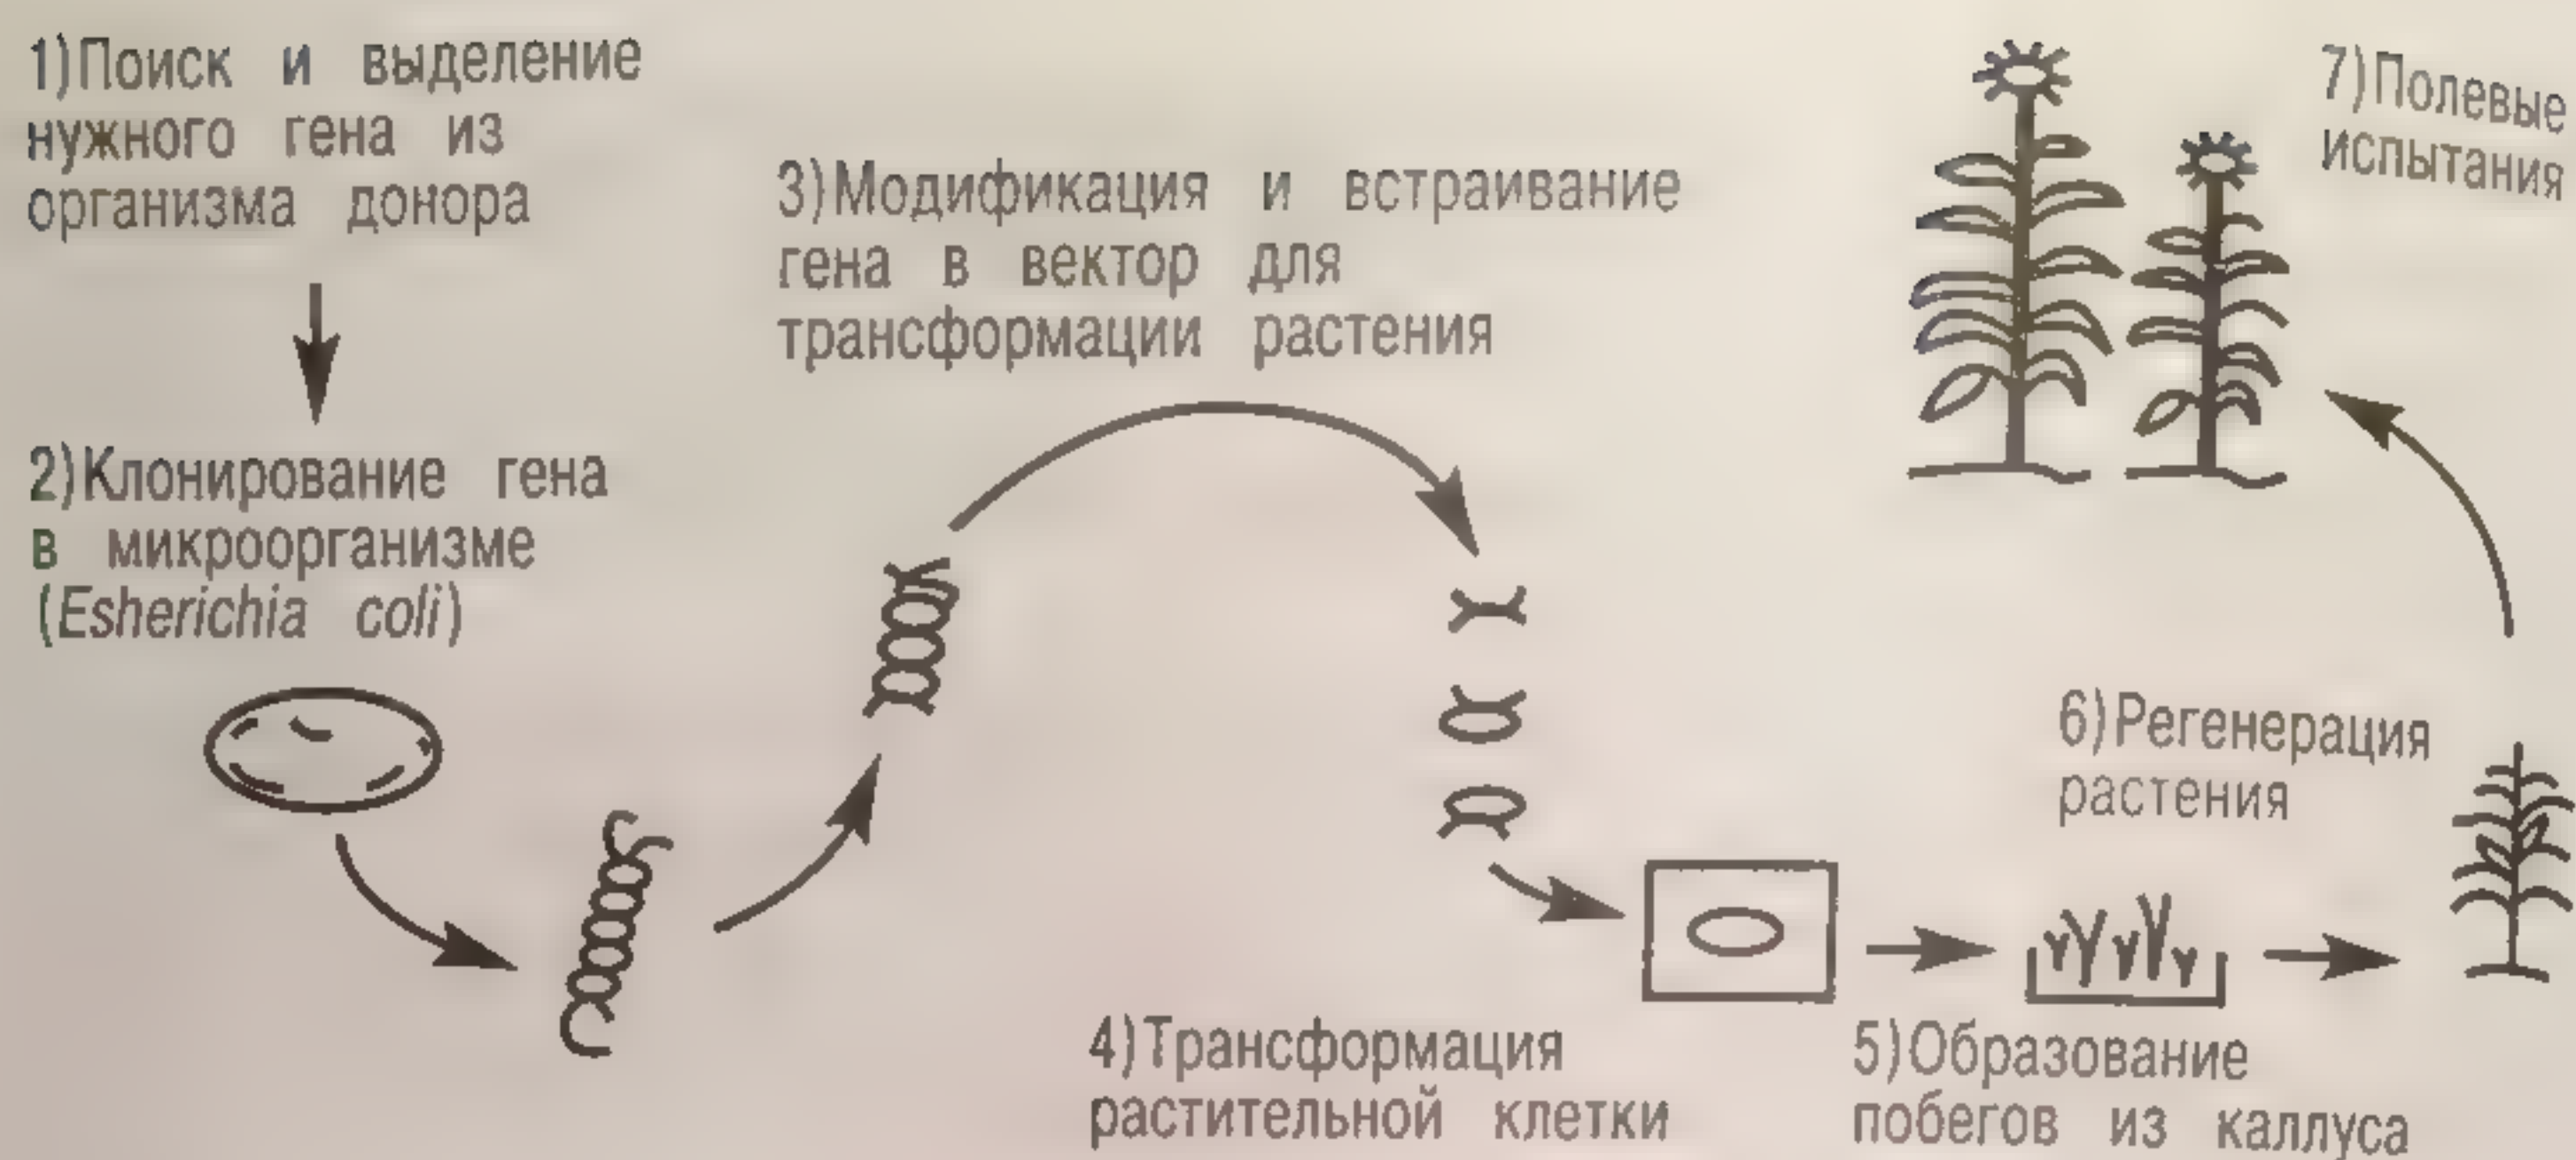 1)Поиск и выделение
нужного гена из
организма донора
2)Клонирование гена
в микроорганизме
(Esherichia coli)
3)Модификация и встраивание
гена в вектор для
трансформации растения
4)Трансформация
растительной клетки
5)Образование
побегов из каллуса
6)Регенерация
растения
7)Полевые
испытания